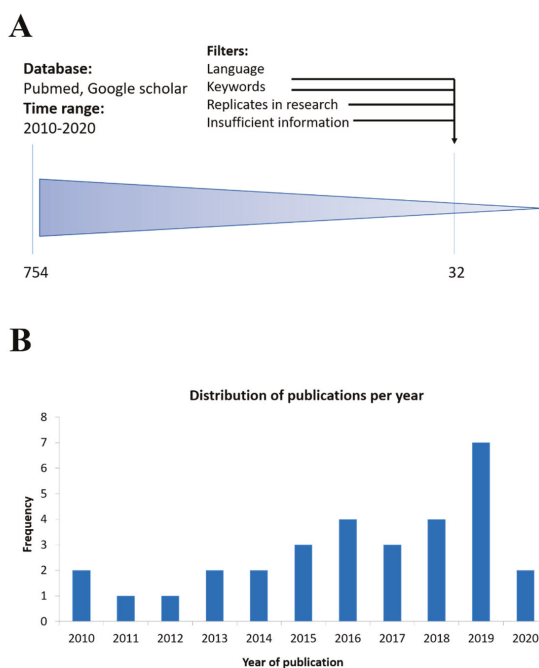 A
Database:
Pubmed, Google scholar
Time range:
2010-2020
Filters:
Language
Keywords
Replicates in research
Insufficient information
754
32
B
Distribution of publications per year
8
7
6
5
4
3
2
1
0
Frequency
2010 2011 2012 2013 2014 2015 2016 2017 2018 2019 2020
Year of publication